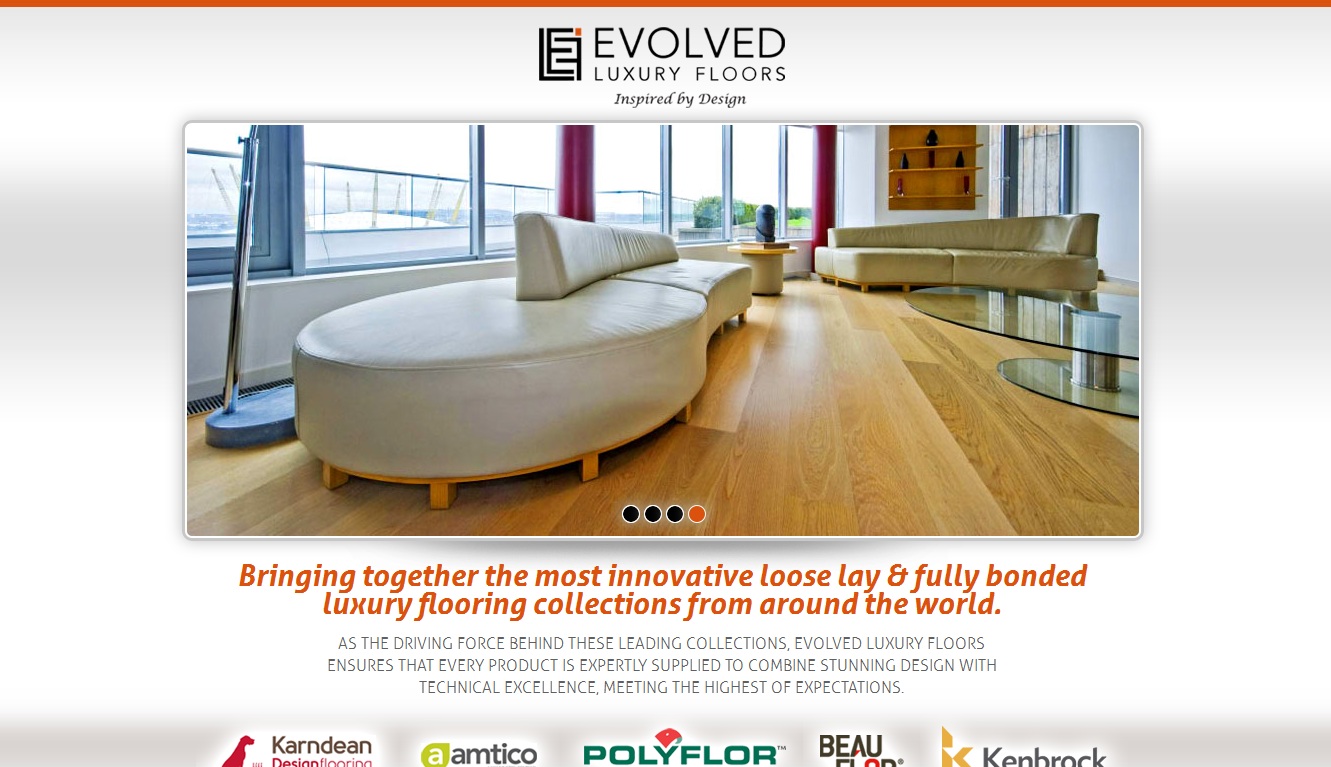 EVOLVED
LUXURY FLOORS
Inspired by Design
Bringing together the most innovative loose lay & fully bonded
luxury flooring collections from around the world.
AS THE DRIVING FORCE BEHIND THESE LEADING COLLECTIONS, EVOLVED LUXURY FLOORS
ENSURES THAT EVERY PRODUCT IS EXPERTLY SUPPLIED TO COMBINE STUNNING DESIGN WITH
TECHNICAL EXCELLENCE, MEETING THE HIGHEST OF EXPECTATIONS.
Karndean
Designflooring
amtico
POLYFLOR™
BEAU
FLOR®
Kenbrock